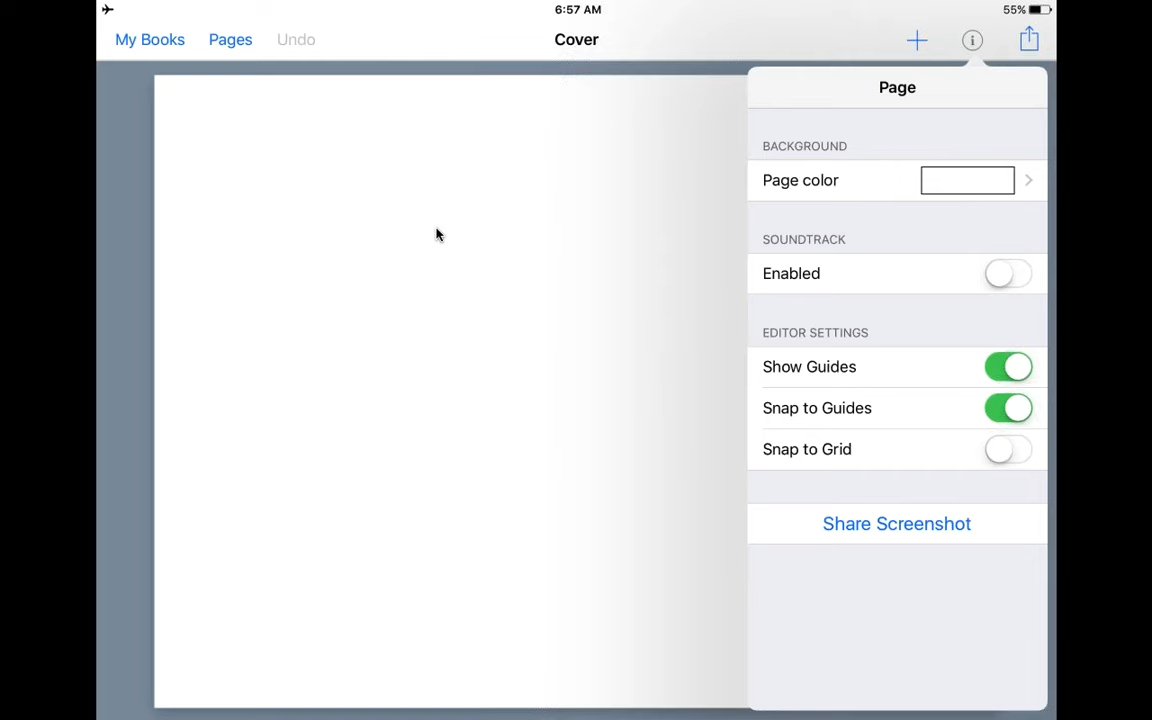 6:57 AM
55%
My Books
Pages
Undo
Cover
Page
BACKGROUND
Page color
SOUNDTRACK
Enabled
EDITOR SETTINGS
Show Guides
Snap to Guides
Snap to Grid
Share Screenshot